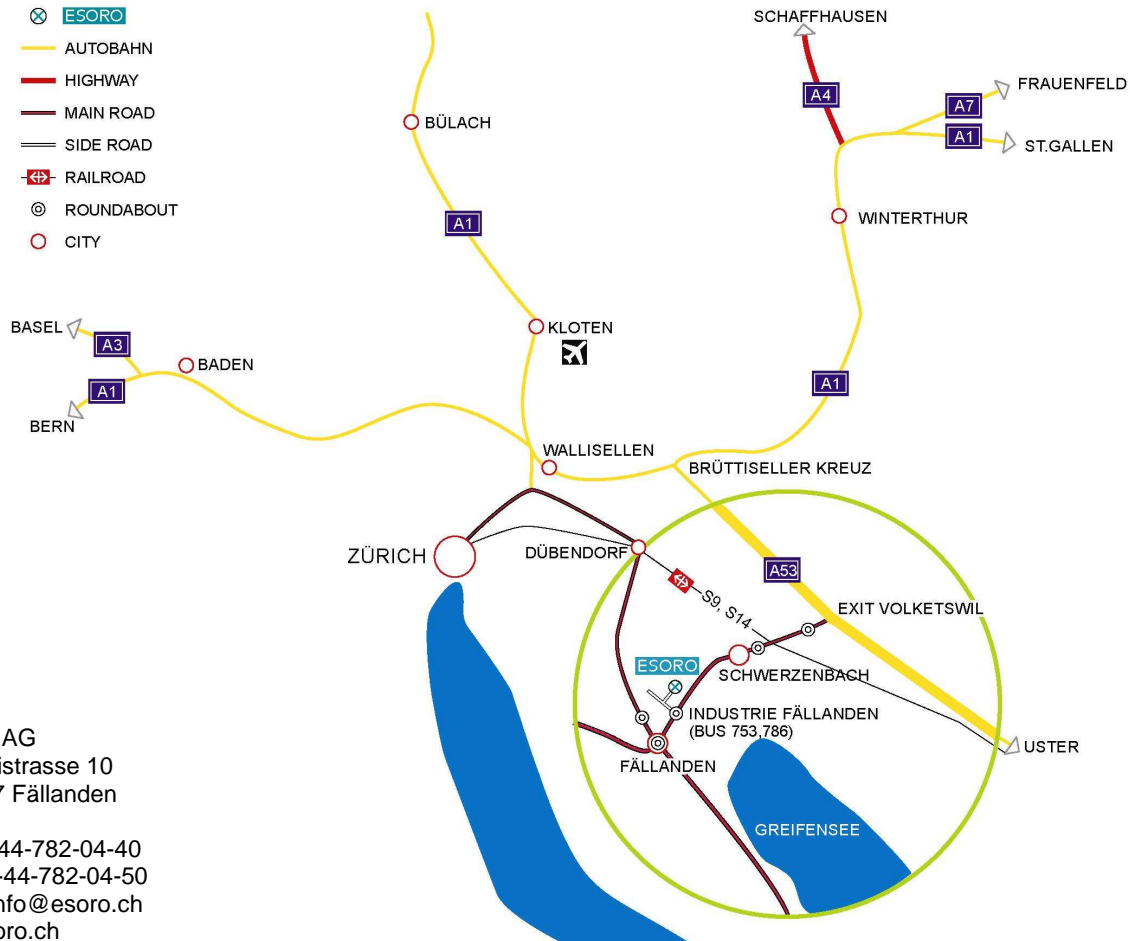 ESORO
AUTOBAHN
HIGHWAY
MAIN ROAD
SIDE ROAD
RAILROAD
ROUNDABOUT
CITY
SCHAFFHAUSEN
A4
FRAUENFELD
A7
A1
ST.GALLEN
BÜLACH
A1
WINTERTHUR
BASEL
A3
KLOTEN
BADEN
A1
BERN
A1
WALLISELLEN
BRÜTTISELLER KREUZ
ZÜRICH
DÜBENDORF
A53
S9, S14
EXIT VOLKETSWIL
ESORO
SCHWERZENBACH
INDUSTRIE FÄLLANDEN
(BUS 753,786)
FÄLLANDEN
USTER
GREIFENSEE
AG
istrasse 10
7 Fällanden
44-782-04-40
-44-782-04-50
nfo@esoro.ch
oro.ch